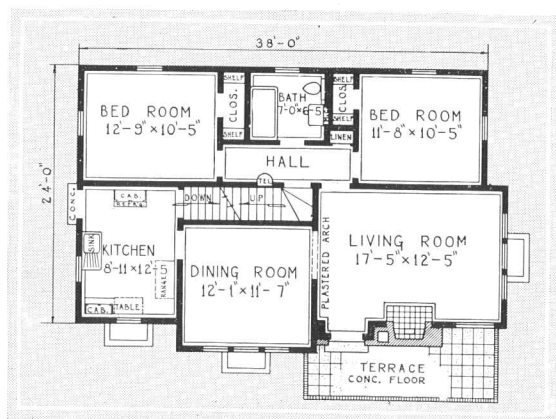 38'-0"
24'-0"
BED ROOM
12'-9" × 10'-5"
SHELF
CLOS.
SHELF
BATH
7'-0"×6'-5"
SHELF
CLOS.
SHELF
LINEN
BED ROOM
11'-8" × 10'-5"
HALL
TEL.
CONC.
CAB.
REFRG.
DOWN
UP
SINK
KITCHEN
8'-11×12'-5
RANGE
CAB.
TABLE
DINING ROOM
12'-1" × 11'-7"
PLASTERED ARCH
LIVING ROOM
17'-5" × 12'-5"
TERRACE
CONC. FLOOR